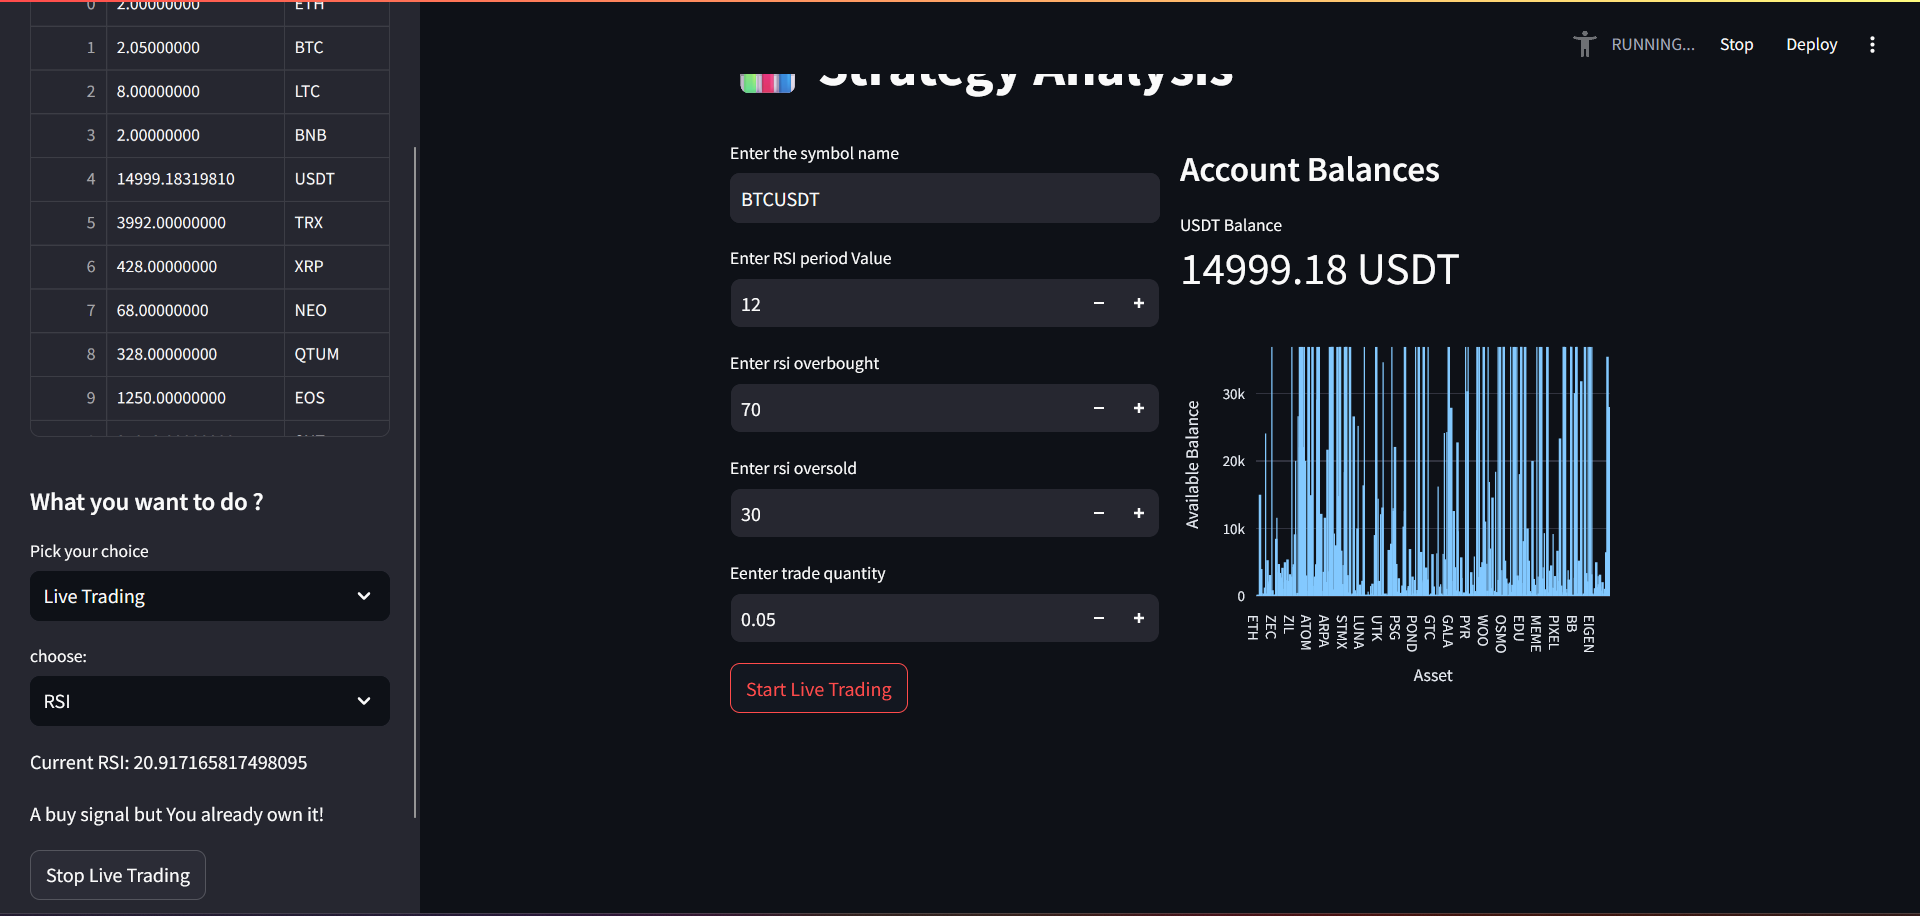 0 2.00000000 ETH
1 2.05000000 BTC
2 8.00000000 LTC
3 2.00000000 BNB
4 14999.18319810 USDT
5 3992.00000000 TRX
6 428.00000000 XRP
7 68.00000000 NEO
8 328.00000000 QTUM
9 1250.00000000 EOS
What you want to do ?
Pick your choice
Live Trading
choose:
RSI
Current RSI: 20.917165817498095
A buy signal but You already own it!
Stop Live Trading
RUNNING...
Stop
Deploy
Strategy Analysis
Enter the symbol name
BTCUSDT
Enter RSI period Value
12
Enter rsi overbought
70
Enter rsi oversold
30
Eenter trade quantity
0.05
Start Live Trading
Account Balances
USDT Balance
14999.18 USDT
Available Balance
30k
20k
10k
0
ETH
ZEC
ZIL
ATOM
ARPA
STMX
LUNA
UTK
PSG
POND
GTC
GALA
PYR
WOO
OSMO
EDU
MEME
PIXEL
BB
EIGEN
Asset